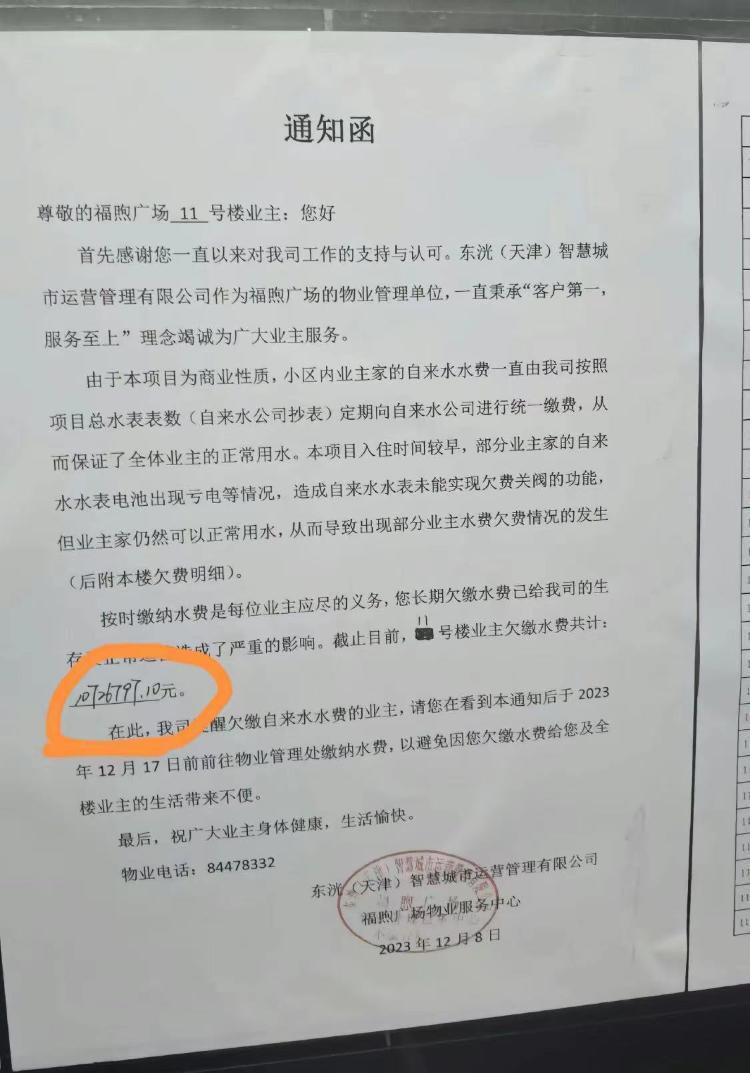 通知函
尊敬的福煦广场 11 号楼业主：您好
首先感谢您一直以来对我司工作的支持与认可。东洸（天津）智慧城
市运营管理有限公司作为福煦广场的物业管理单位，一直秉承“客户第一，
服务至上”理念竭诚为广大业主服务。
由于本项目为商业性质，小区内业主家的自来水水费一直由我司按照
项目总水表表数（自来水公司抄表）定期向自来水公司进行统一缴费，从
而保证了全体业主的正常用水。本项目入住时间较早，部分业主家的自来
水水表电池出现亏电等情况，造成自来水水表未能实现欠费关阀的功能，
但业主家仍然可以正常用水，从而导致出现部分业主水费欠费情况的发生
（后附本楼欠费明细）。
按时缴纳水费是每位业主应尽的义务，您长期欠缴水费已给我司的生
存 正常 造成了严重的影响。截止目前，11号楼业主欠缴水费共计：
10726797.10元。
在此，我司 醒欠缴自来水水费的业主，请您在看到本通知后于 2023
年 12 月 17 日前前往物业管理处缴纳水费，以避免因您欠缴水费给您及全
楼业主的生活带来不便。
最后，祝广大业主身体健康，生活愉快。
物业电话：84478332
东洸（天津）智慧城市运营管理有限公司
福煦广场物业服务中心
2023 年 12 月 8 日